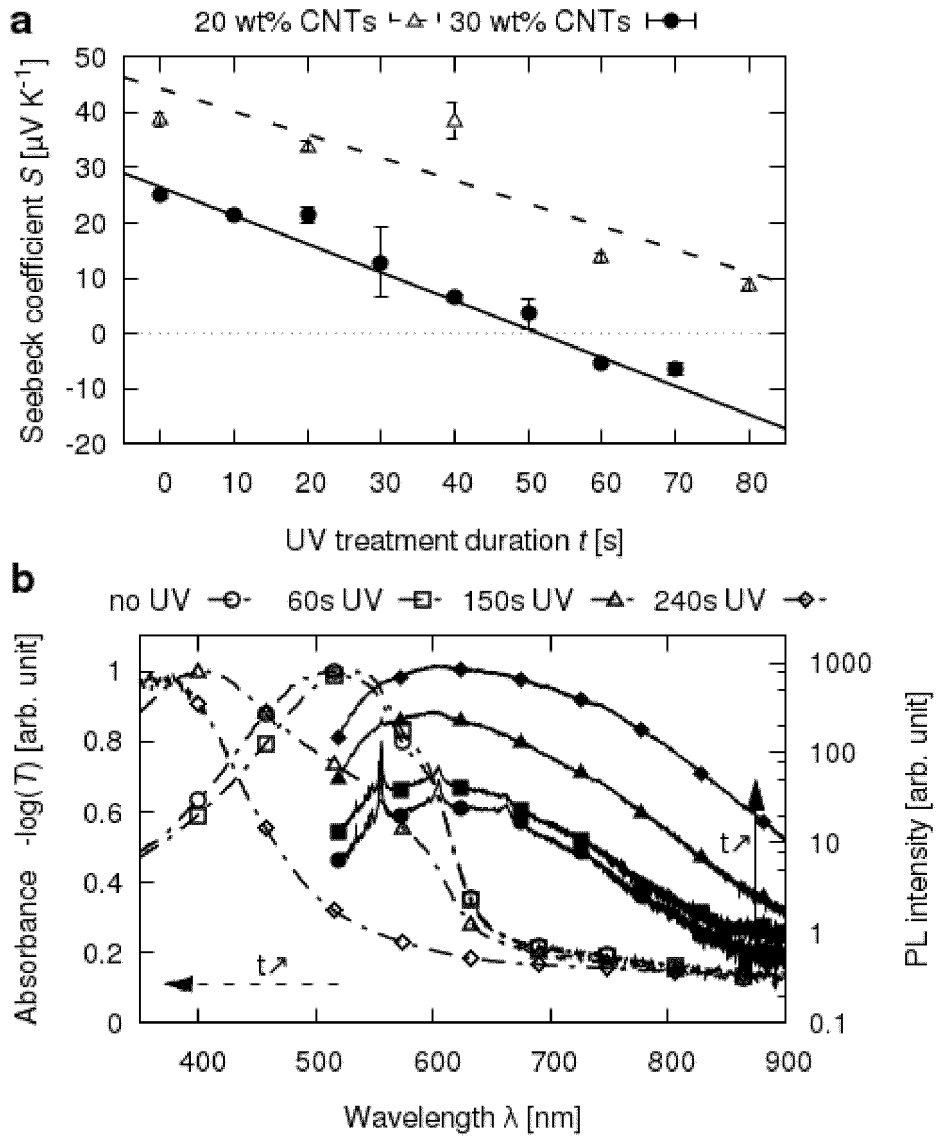 a
20 wt% CNTs 30 wt% CNTs
Seebeck coefficient S [µV K-1]
50
40
30
20
10
0
-10
-20
0 10 20 30 40 50 60 70 80
UV treatment duration t [s]
b
no UV 60s UV 150s UV 240s UV
Absorbance -log(T) [arb. unit]
1
0.8
0.6
0.4
0.2
0
t↗
t↗
1000
100
10
1
0.1
PL intensity [arb. unit]
400 500 600 700 800 900
Wavelength λ [nm]